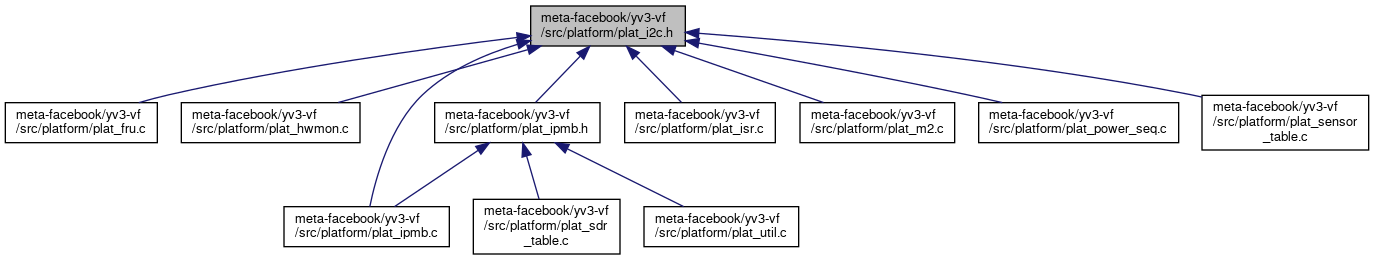 meta-facebook/yv3-vf
/src/platform/plat_i2c.h
meta-facebook/yv3-vf
/src/platform/plat_fru.c
meta-facebook/yv3-vf
/src/platform/plat_hwmon.c
meta-facebook/yv3-vf
/src/platform/plat_ipmb.h
meta-facebook/yv3-vf
/src/platform/plat_isr.c
meta-facebook/yv3-vf
/src/platform/plat_m2.c
meta-facebook/yv3-vf
/src/platform/plat_power_seq.c
meta-facebook/yv3-vf
/src/platform/plat_sensor
_table.c
meta-facebook/yv3-vf
/src/platform/plat_ipmb.c
meta-facebook/yv3-vf
/src/platform/plat_sdr
_table.c
meta-facebook/yv3-vf
/src/platform/plat_util.c